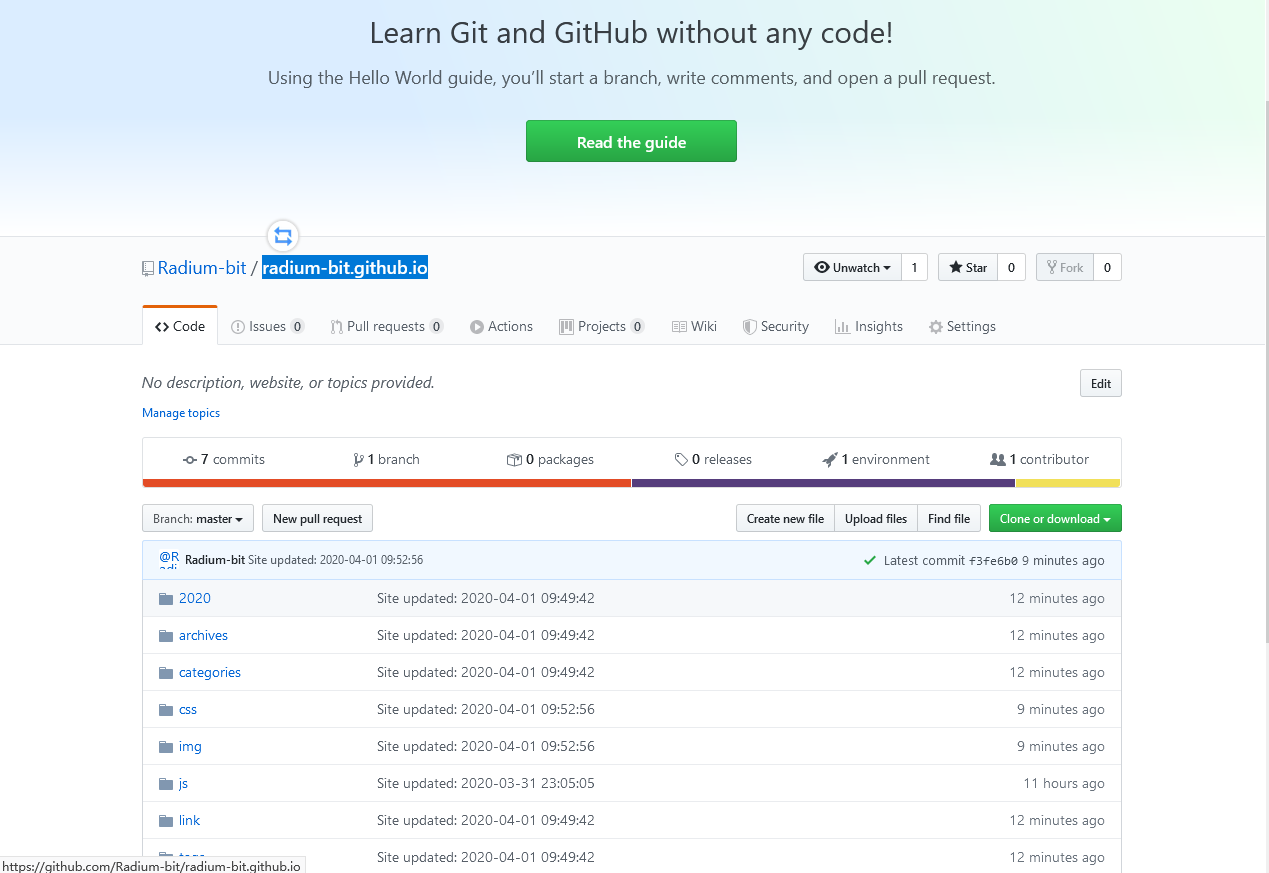 Learn Git and GitHub without any code!
Using the Hello World guide, you’ll start a branch, write comments, and open a pull request.
Read the guide
Radium-bit / radium-bit.github.io
Unwatch 1 Star 0 Fork 0
Code Issues 0 Pull requests 0 Actions Projects 0 Wiki Security Insights Settings
No description, website, or topics provided. Edit
Manage topics
7 commits 1 branch 0 packages 0 releases 1 environment 1 contributor
Branch: master New pull request Create new file Upload files Find file Clone or download
Radium-bit Site updated: 2020-04-01 09:52:56 Latest commit f3fe6b0 9 minutes ago
2020 Site updated: 2020-04-01 09:49:42 12 minutes ago
archives Site updated: 2020-04-01 09:49:42 12 minutes ago
categories Site updated: 2020-04-01 09:49:42 12 minutes ago
css Site updated: 2020-04-01 09:52:56 9 minutes ago
img Site updated: 2020-04-01 09:52:56 9 minutes ago
js Site updated: 2020-03-31 23:05:05 11 hours ago
link Site updated: 2020-04-01 09:49:42 12 minutes ago
Site updated: 2020-04-01 09:49:42 12 minutes ago
https://github.com/Radium-bit/radium-bit.github.io